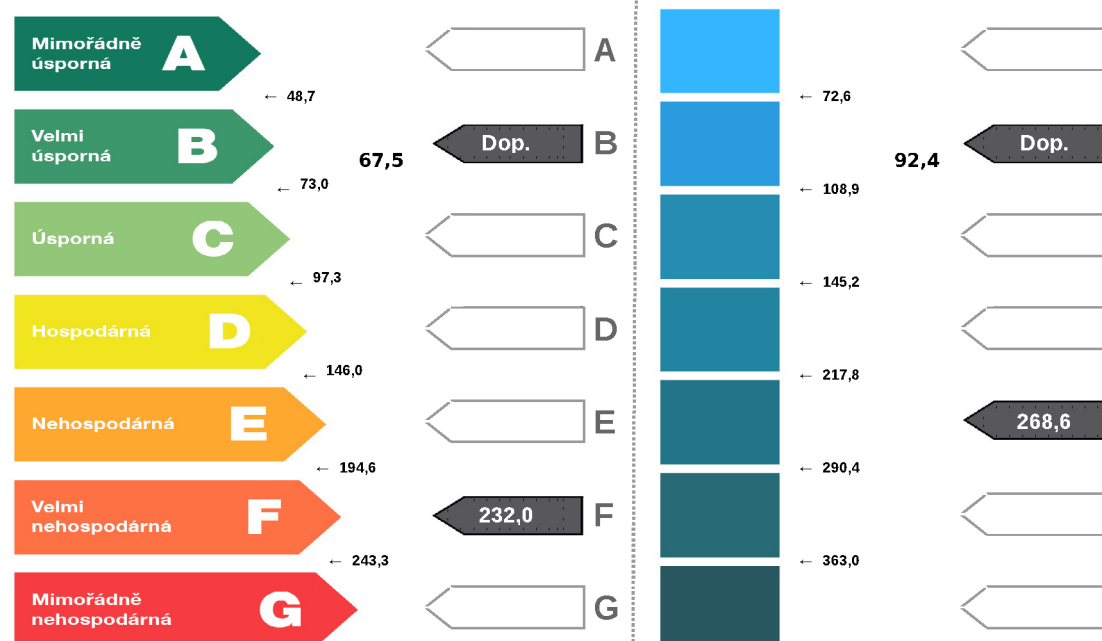 Mimořádně
úsporná
A
A
← 48,7
← 72,6
Velmi
úsporná
B
67,5
Dop.
B
92,4
Dop.
← 73,0
← 108,9
Úsporná
C
C
← 97,3
← 145,2
Hospodárná
D
D
← 146,0
← 217,8
Nehospodárná
E
E
268,6
← 194,6
← 290,4
Velmi
nehospodárná
F
232,0
F
← 243,3
← 363,0
Mimořádně
nehospodárná
G
G